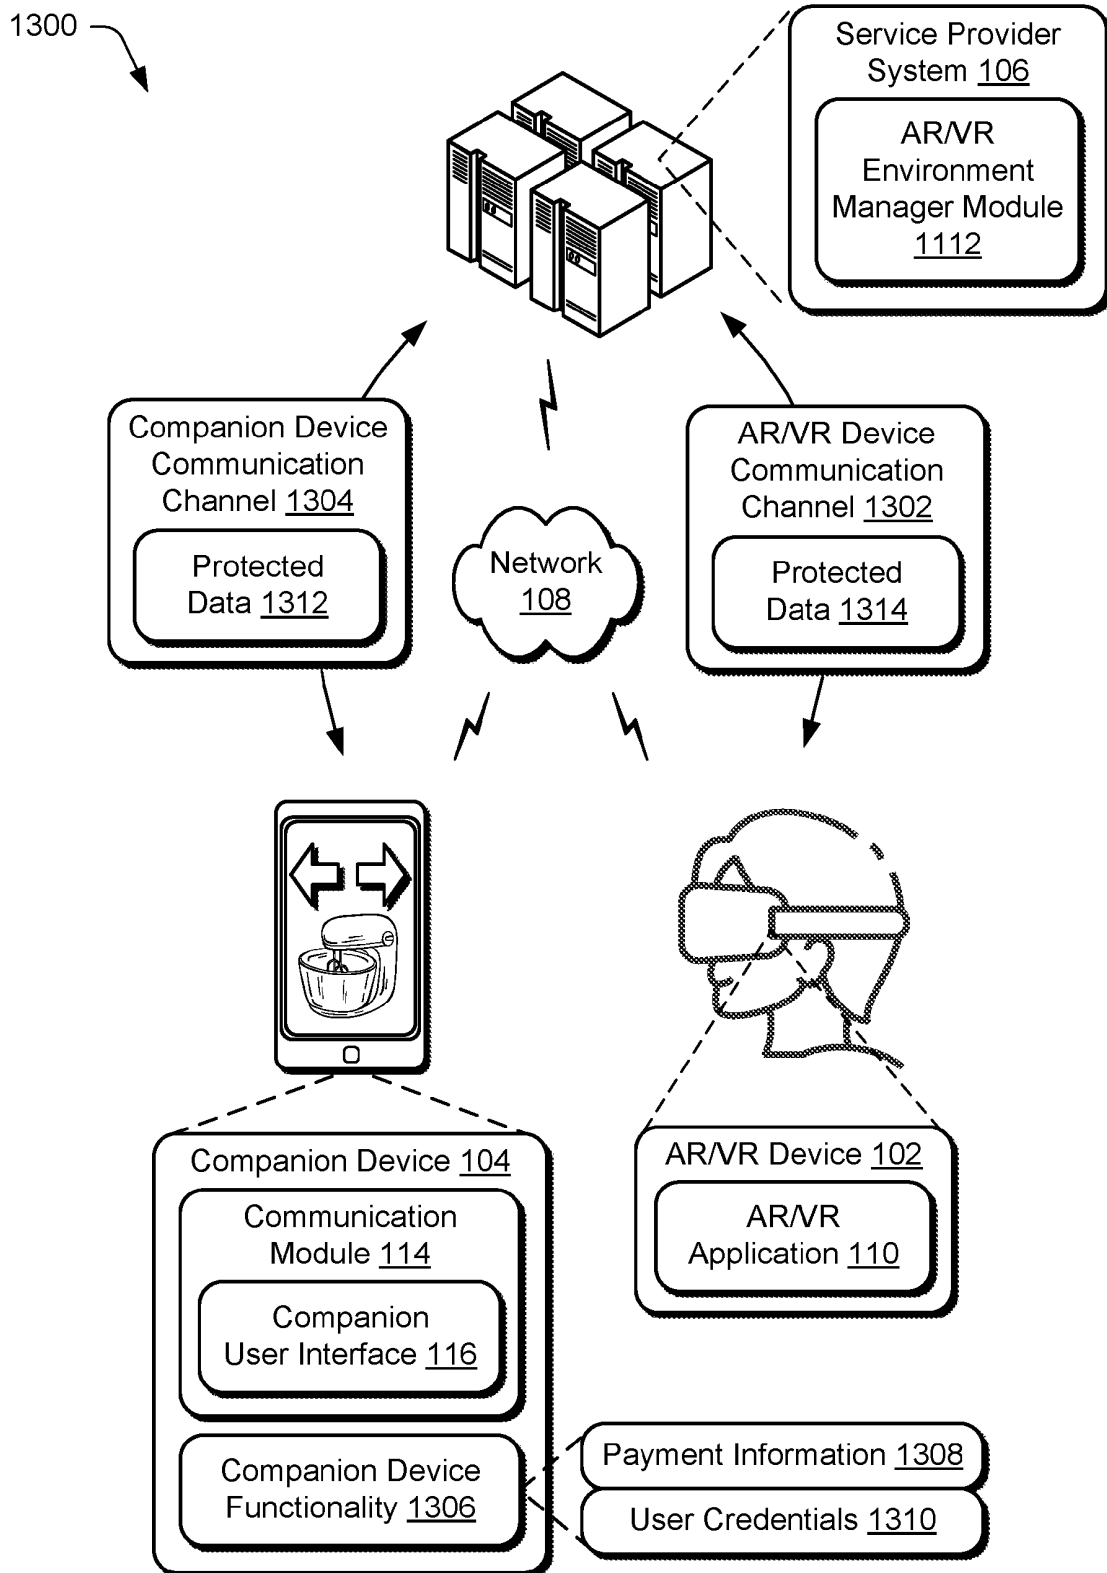 1300
Service Provider
System 106
AR/VR
Environment
Manager Module
1112
Companion Device
Communication
Channel 1304
Protected
Data 1312
Network
108
AR/VR Device
Communication
Channel 1302
Protected
Data 1314
Companion Device 104
Communication
Module 114
Companion
User Interface 116
Companion Device
Functionality 1306
AR/VR Device 102
AR/VR
Application 110
Payment Information 1308
User Credentials 1310